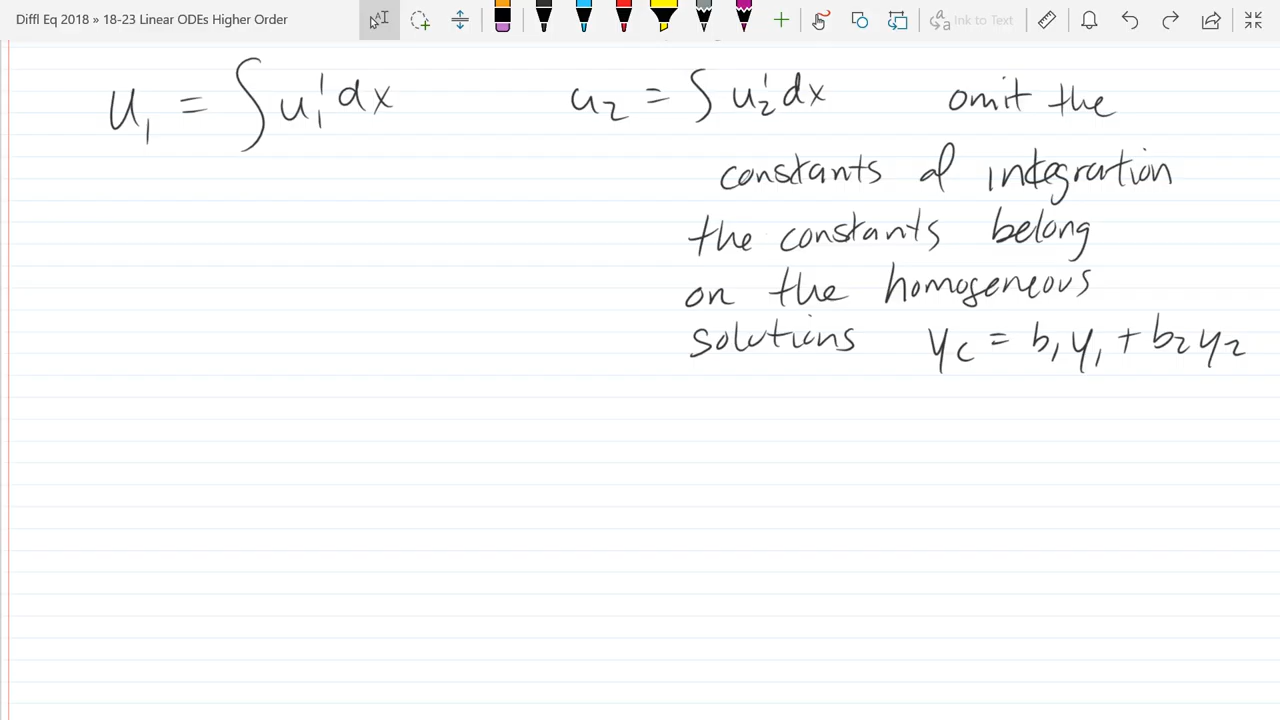 Diffl Eq 2018 » 18-23 Linear ODEs Higher Order
Ink to Text
u₁ = ∫ u₁' dx u₂ = ∫ u₂' dx omit the
constants of integration
the constants belong
on the homogeneous
solutions y_c = b₁y₁ + b₂y₂